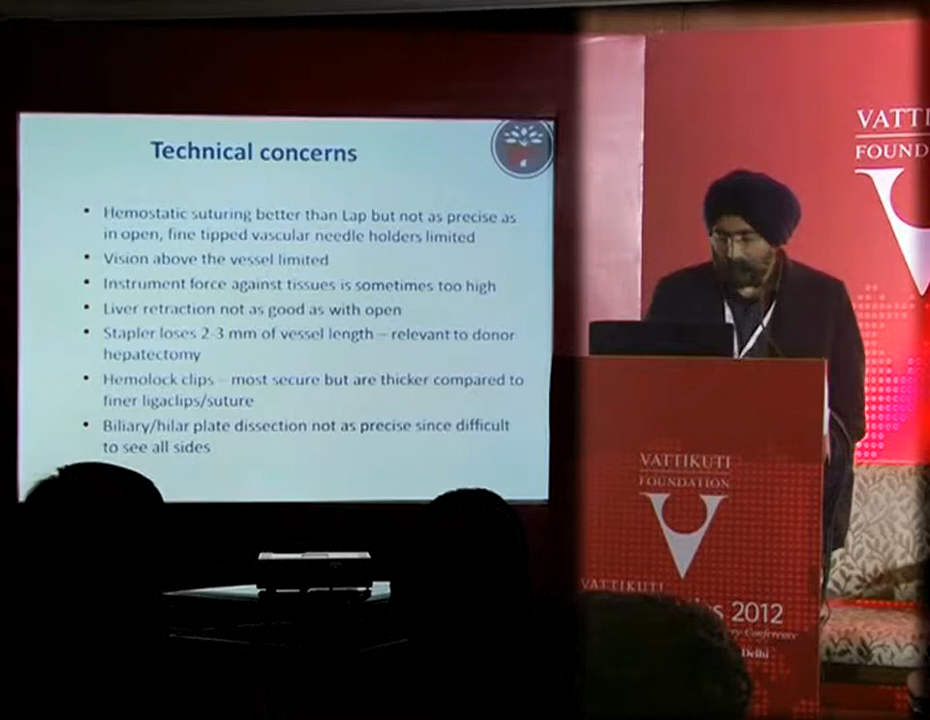 Technical concerns
• Hemostatic suturing better than Lap but not as precise as
in open, fine tipped vascular needle holders limited
• Vision above the vessel limited
• Instrument force against tissues is sometimes too high
• Liver retraction not as good as with open
• Stapler loses 2-3 mm of vessel length – relevant to donor
hepatectomy
• Hemolock clips – most secure but are thicker compared to
finer ligaclips/suture
• Biliary/hilar plate dissection not as precise since difficult
to see all sides
VATTI
FOUND
VATTIKUTI
FOUNDATION
VATTIKUTI
2012
Conference
Delhi